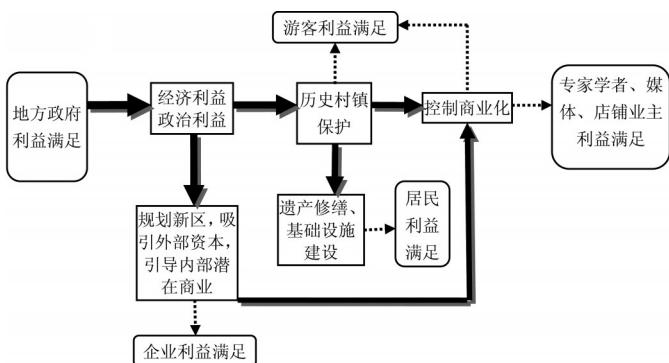 游客利益满足
地方政府
利益满足
经济利益
政治利益
历史村镇
保护
控制商业化
专家学者、媒
体、店铺业主
利益满足
规划新区,吸
引外部资本,
引导内部潜
在商业
遗产修缮、
基础设施
建设
居民
利益
满足
企业利益满足